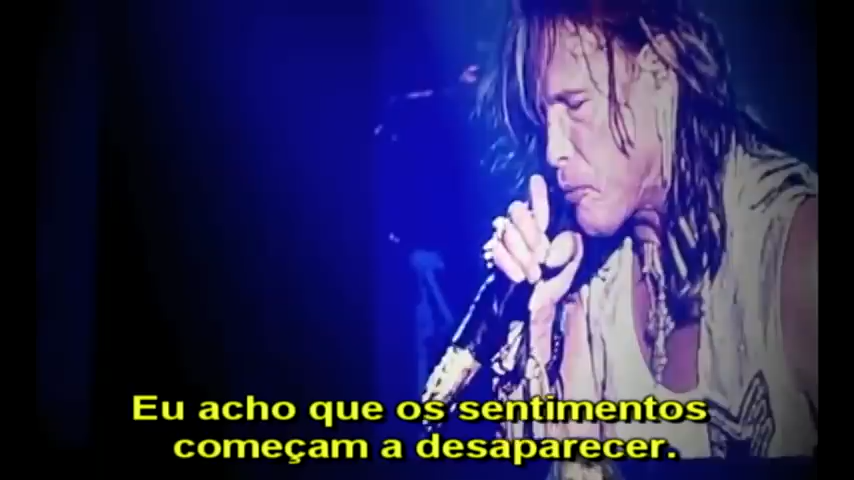 Eu acho que os sentimentos
começam a desaparecer.